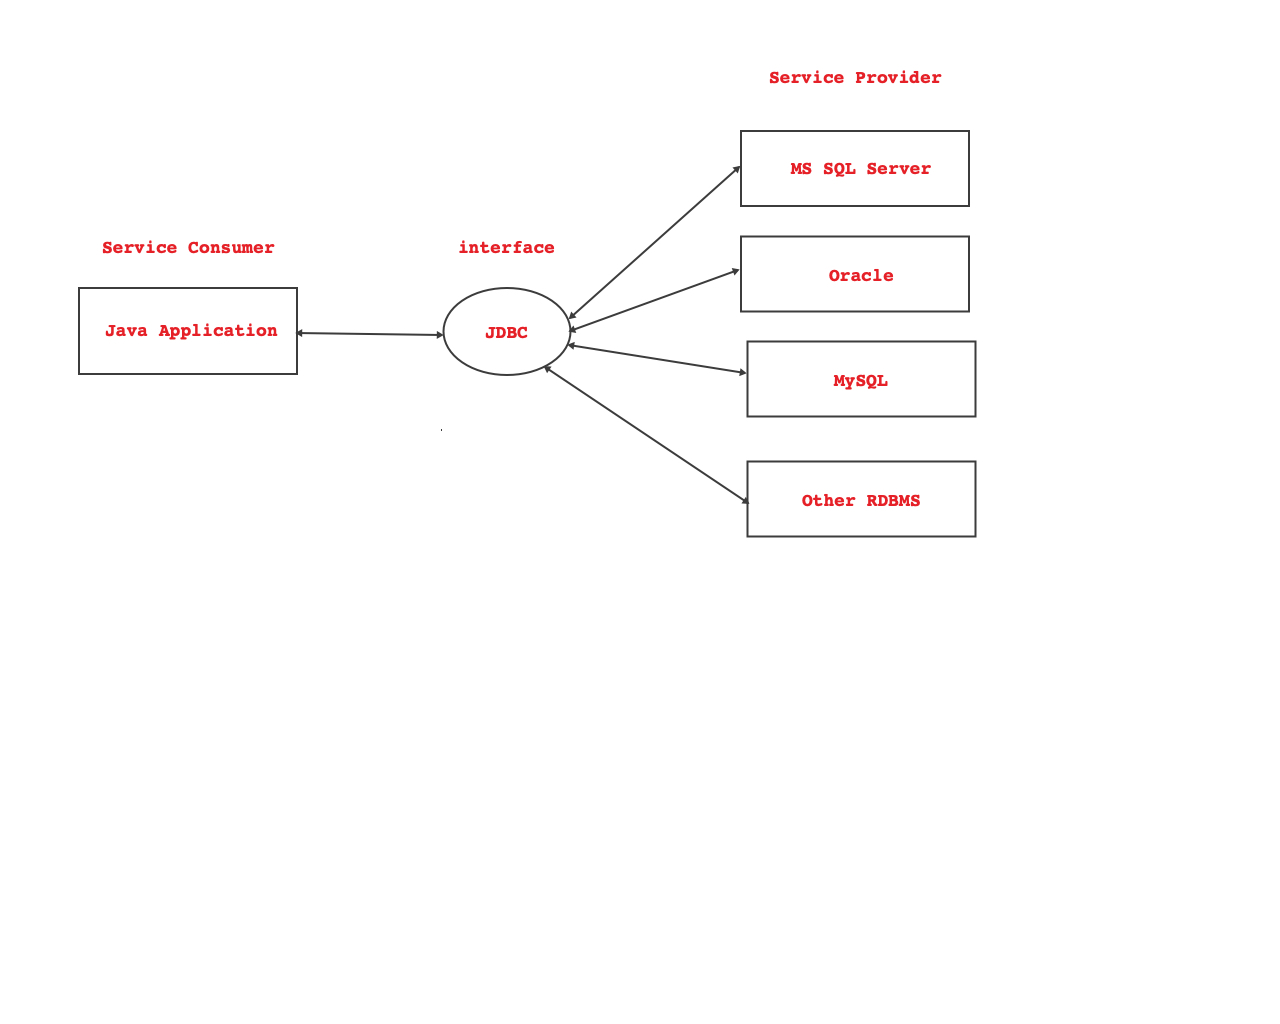 Service Provider
MS SQL Server
Service Consumer
interface
Oracle
Java Application
JDBC
MySQL
Other RDBMS